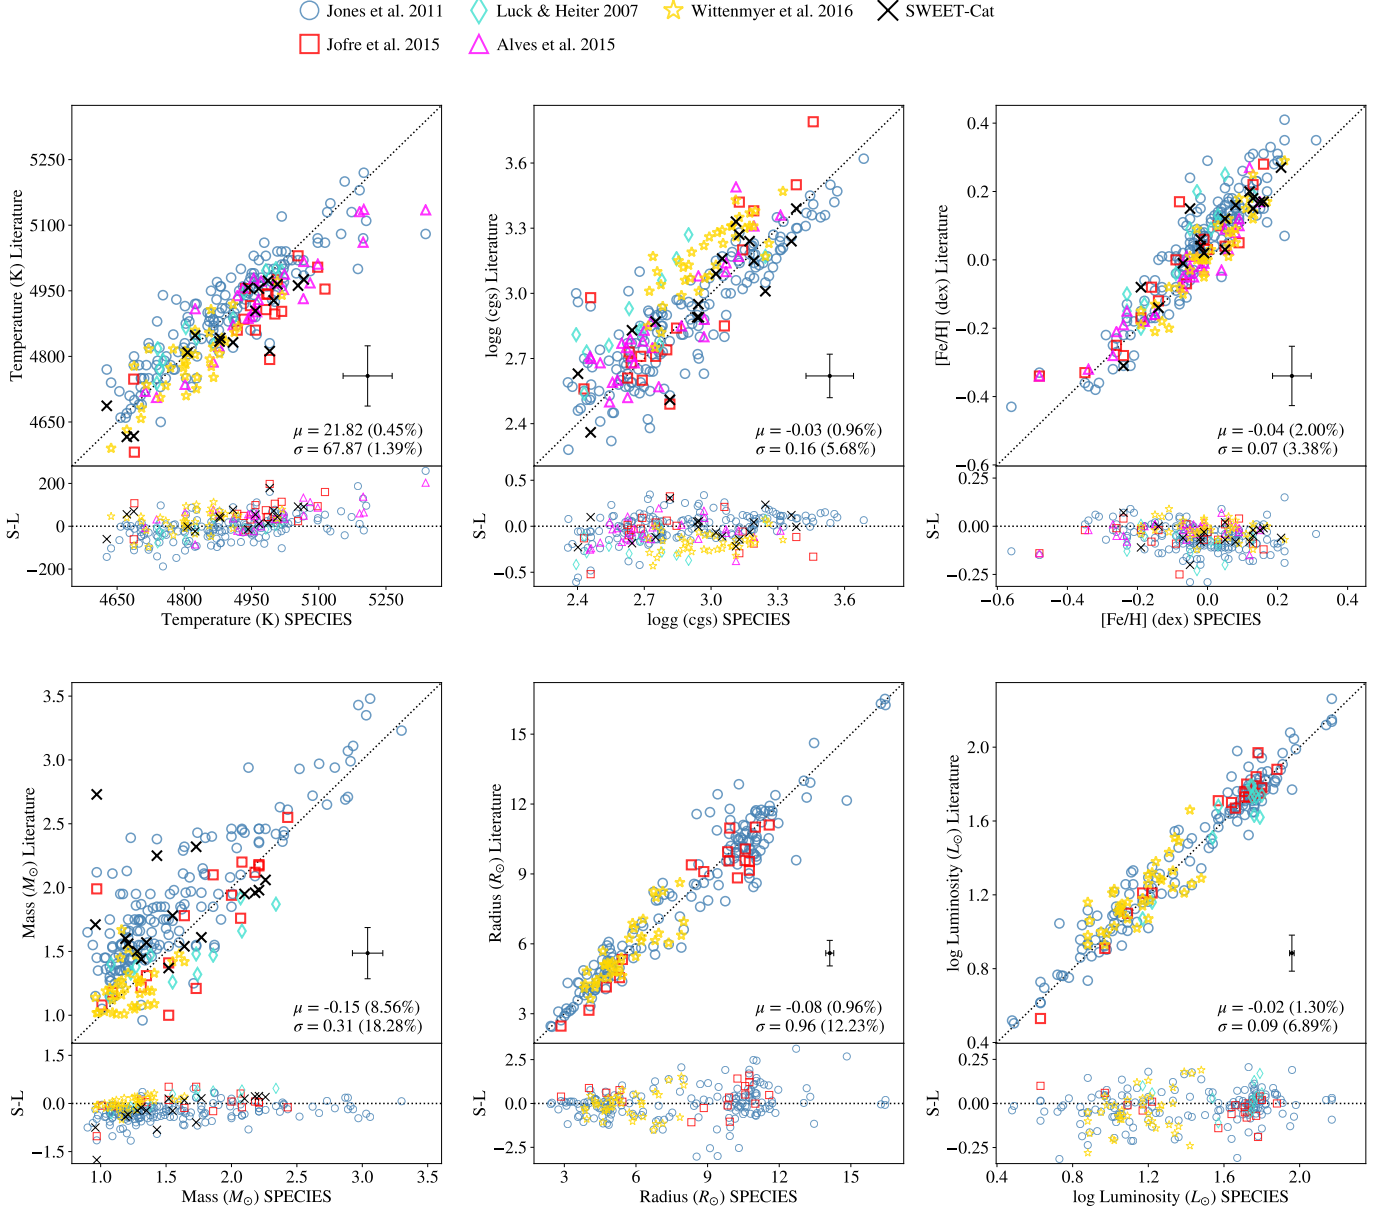 Jones et al. 2011
Luck & Heiter 2007
Wittenmyer et al. 2016
SWEET-Cat
Jofre et al. 2015
Alves et al. 2015
Temperature (K) Literature
5250
5100
4950
4800
4650
μ = 21.82 (0.45%)
σ = 67.87 (1.39%)
S-L
200
0
−200
4650 4800 4950 5100 5250
Temperature (K) SPECIES
logg (cgs) Literature
3.6
3.3
3.0
2.7
2.4
μ = -0.03 (0.96%)
σ = 0.16 (5.68%)
S-L
0.5
0.0
−0.5
2.4 2.7 3.0 3.3 3.6
logg (cgs) SPECIES
[Fe/H] (dex) Literature
0.4
0.2
0.0
−0.2
−0.4
−0.6
μ = -0.04 (2.00%)
σ = 0.07 (3.38%)
S-L
0.25
0.00
−0.25
−0.6 −0.4 −0.2 0.0 0.2 0.4
[Fe/H] (dex) SPECIES
Mass (M⊙) Literature
3.5
3.0
2.5
2.0
1.5
1.0
μ = -0.15 (8.56%)
σ = 0.31 (18.28%)
S-L
1.5
0.0
−1.5
1.0 1.5 2.0 2.5 3.0 3.5
Mass (M⊙) SPECIES
Radius (R⊙) Literature
15
12
9
6
3
μ = -0.08 (0.96%)
σ = 0.96 (12.23%)
S-L
2.5
0.0
−2.5
3 6 9 12 15
Radius (R⊙) SPECIES
log Luminosity (L⊙) Literature
2.0
1.6
1.2
0.8
0.4
μ = -0.02 (1.30%)
σ = 0.09 (6.89%)
S-L
0.25
0.00
−0.25
0.4 0.8 1.2 1.6 2.0
log Luminosity (L⊙) SPECIES